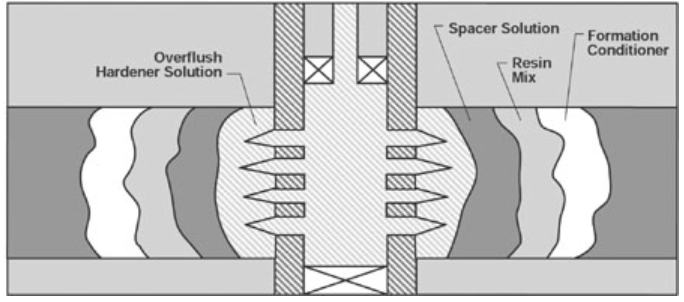 Overflush
Hardener Solution
Spacer Solution
Resin
Mix
Formation
Conditioner